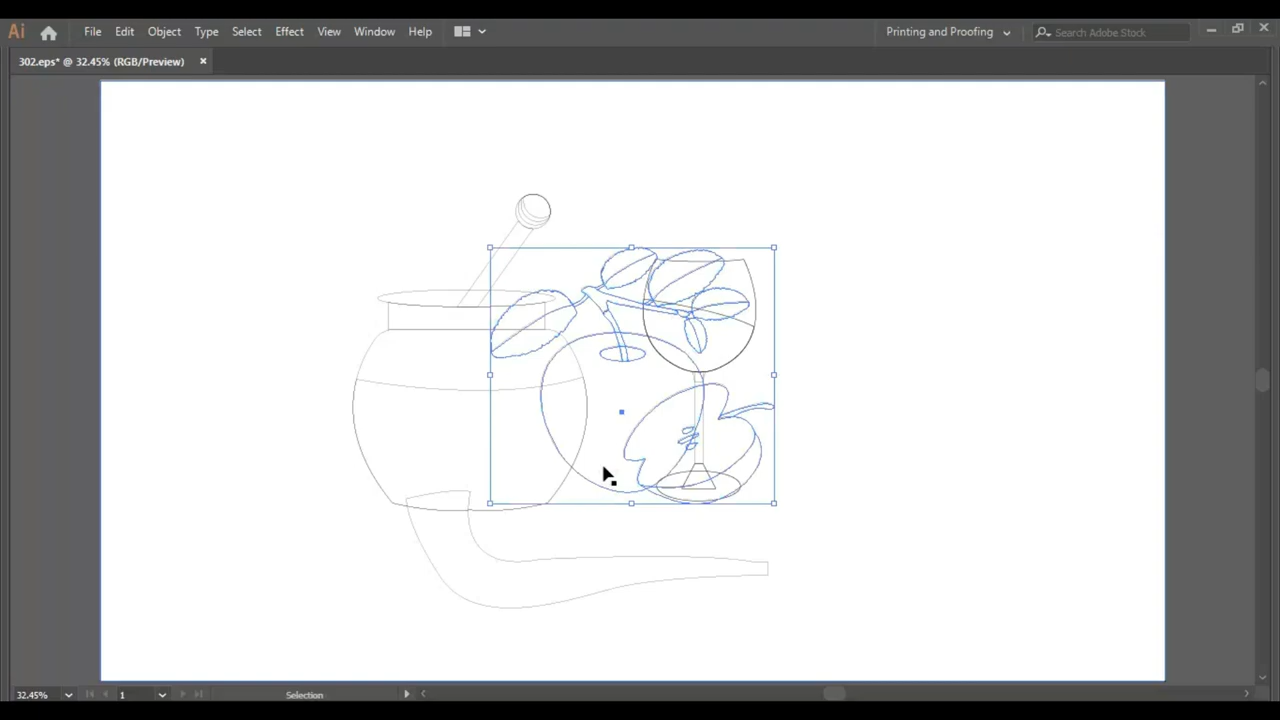 Ai File Edit Object Type Select Effect View Window Help Printing and Proofing Search Adobe Stock
302.eps* @ 32.45% (RGB/Preview) ×
32.45% 1 Selection